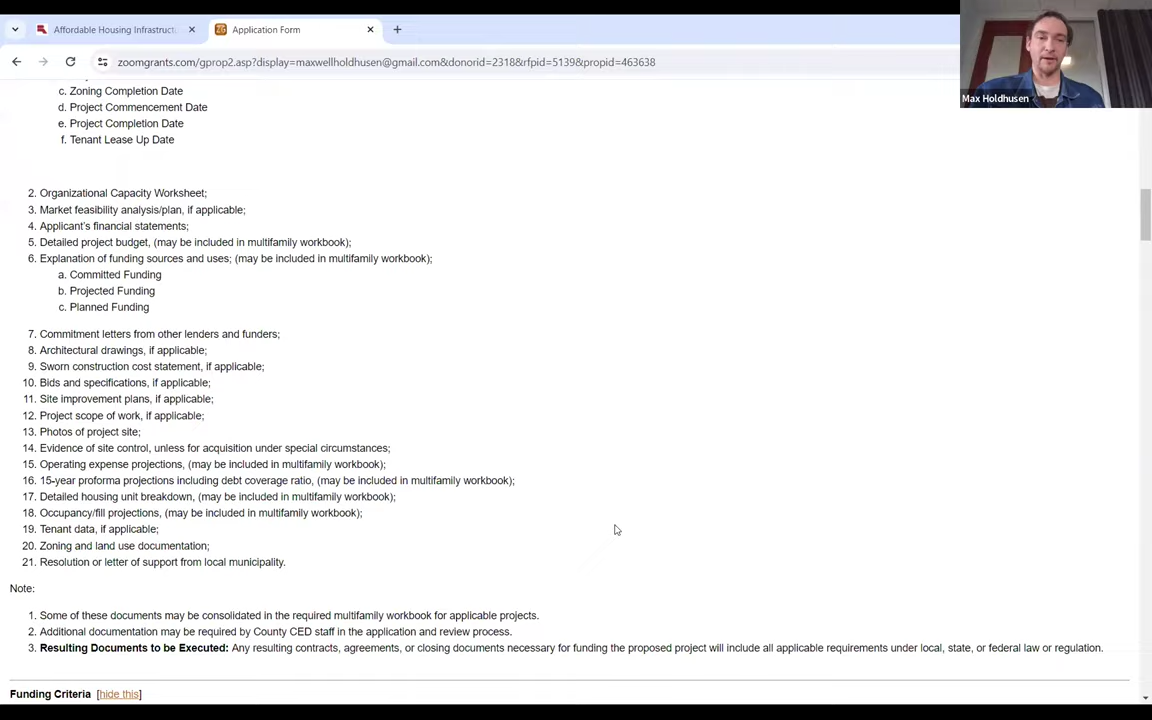 Affordable Housing Infrastructu
Application Form
zoomgrants.com/gprop2.asp?display=maxwellholdhusen@gmail.com&donorid=2318&rfpid=5139&propid=463638
Max Holdhusen
c. Zoning Completion Date
d. Project Commencement Date
e. Project Completion Date
f. Tenant Lease Up Date
2. Organizational Capacity Worksheet;
3. Market feasibility analysis/plan, if applicable;
4. Applicant's financial statements;
5. Detailed project budget, (may be included in multifamily workbook);
6. Explanation of funding sources and uses; (may be included in multifamily workbook);
a. Committed Funding
b. Projected Funding
c. Planned Funding
7. Commitment letters from other lenders and funders;
8. Architectural drawings, if applicable;
9. Sworn construction cost statement, if applicable;
10. Bids and specifications, if applicable;
11. Site improvement plans, if applicable;
12. Project scope of work, if applicable;
13. Photos of project site;
14. Evidence of site control, unless for acquisition under special circumstances;
15. Operating expense projections, (may be included in multifamily workbook);
16. 15-year proforma projections including debt coverage ratio, (may be included in multifamily workbook);
17. Detailed housing unit breakdown, (may be included in multifamily workbook);
18. Occupancy/fill projections, (may be included in multifamily workbook);
19. Tenant data, if applicable;
20. Zoning and land use documentation;
21. Resolution or letter of support from local municipality.
Note:
1. Some of these documents may be consolidated in the required multifamily workbook for applicable projects.
2. Additional documentation may be required by County CED staff in the application and review process.
3. Resulting Documents to be Executed: Any resulting contracts, agreements, or closing documents necessary for funding the proposed project will include all applicable requirements under local, state, or federal law or regulation.
Funding Criteria [hide this]